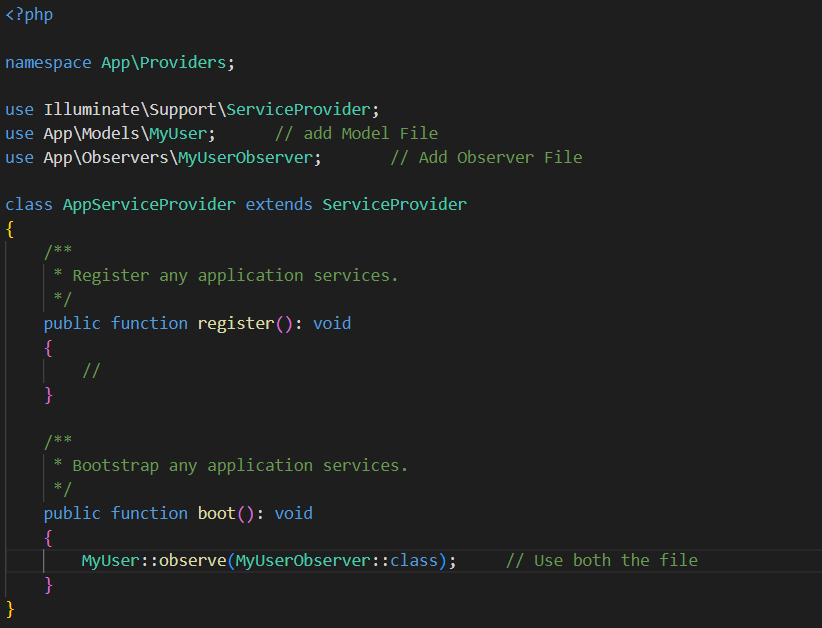 <?php
namespace App\Providers;
use Illuminate\Support\ServiceProvider;
use App\Models\MyUser;      // add Model File
use App\Observers\MyUserObserver;       // Add Observer File
class AppServiceProvider extends ServiceProvider
{
    /**
     * Register any application services.
     */
    public function register(): void
    {
        //
    }
    /**
     * Bootstrap any application services.
     */
    public function boot(): void
    {
        MyUser::observe(MyUserObserver::class);     // Use both the file
    }
}